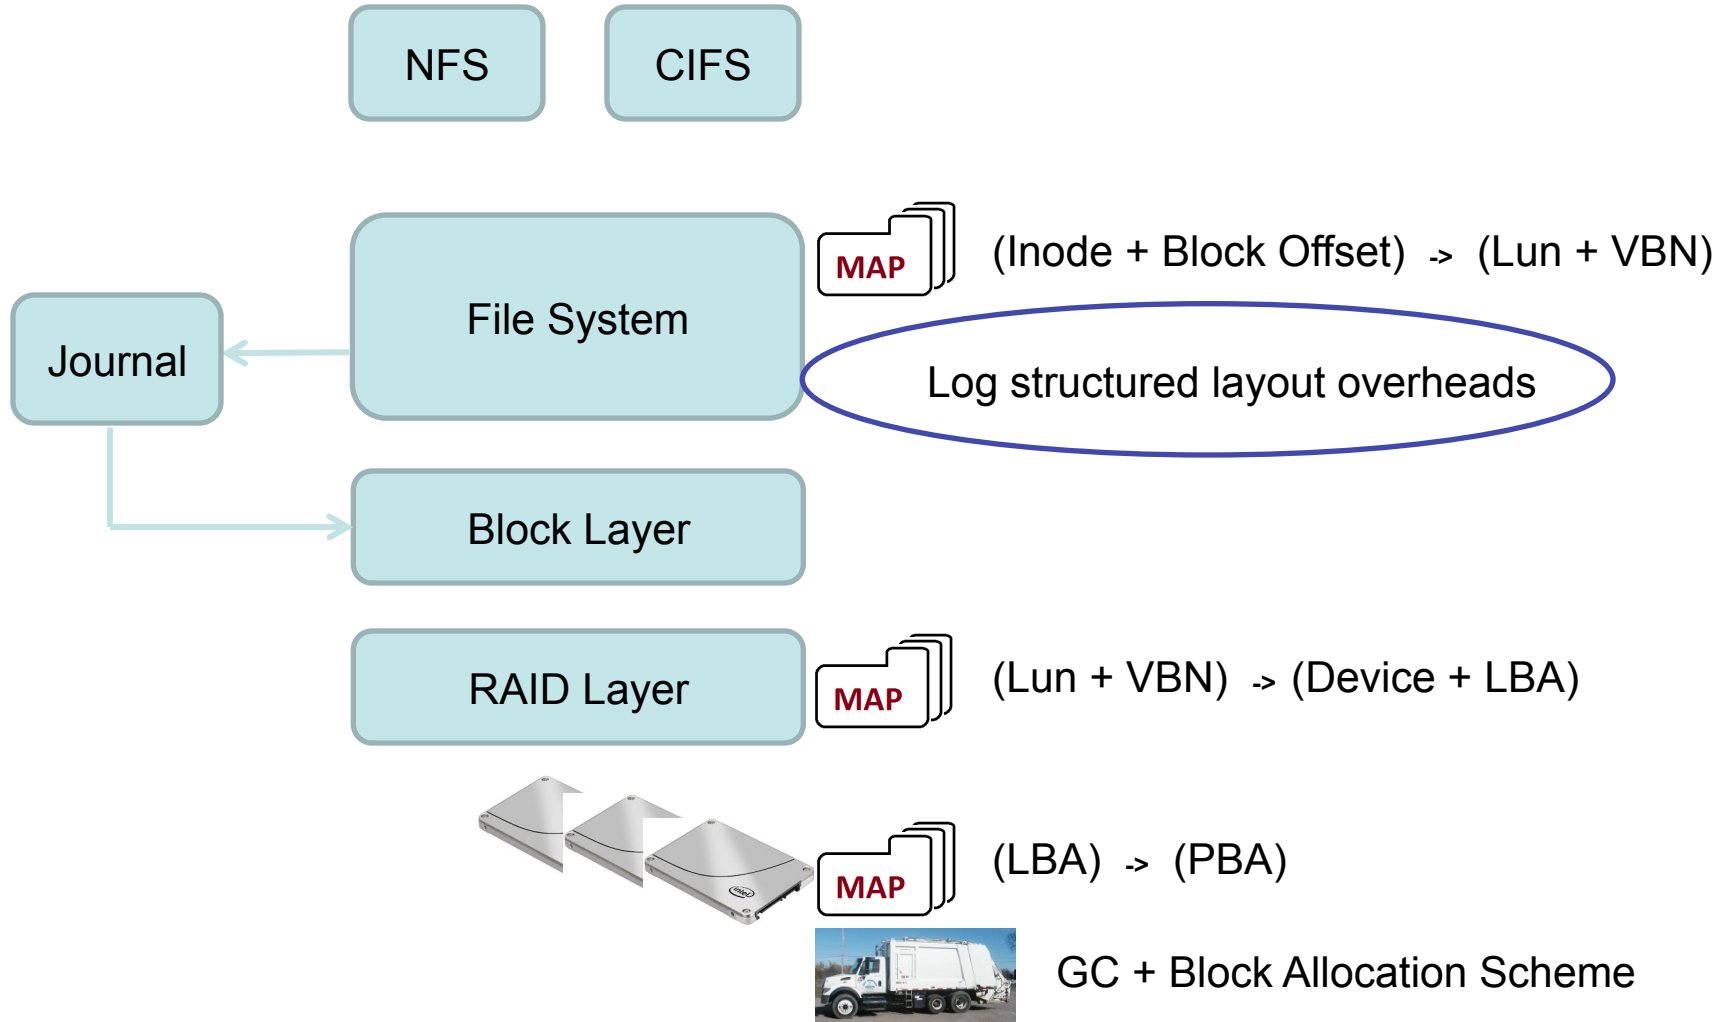 NFS
CIFS
MAP
(Inode + Block Offset) -> (Lun + VBN)
File System
Journal
Log structured layout overheads
Block Layer
RAID Layer
MAP
(Lun + VBN) -> (Device + LBA)
MAP
(LBA) -> (PBA)
intel
GC + Block Allocation Scheme